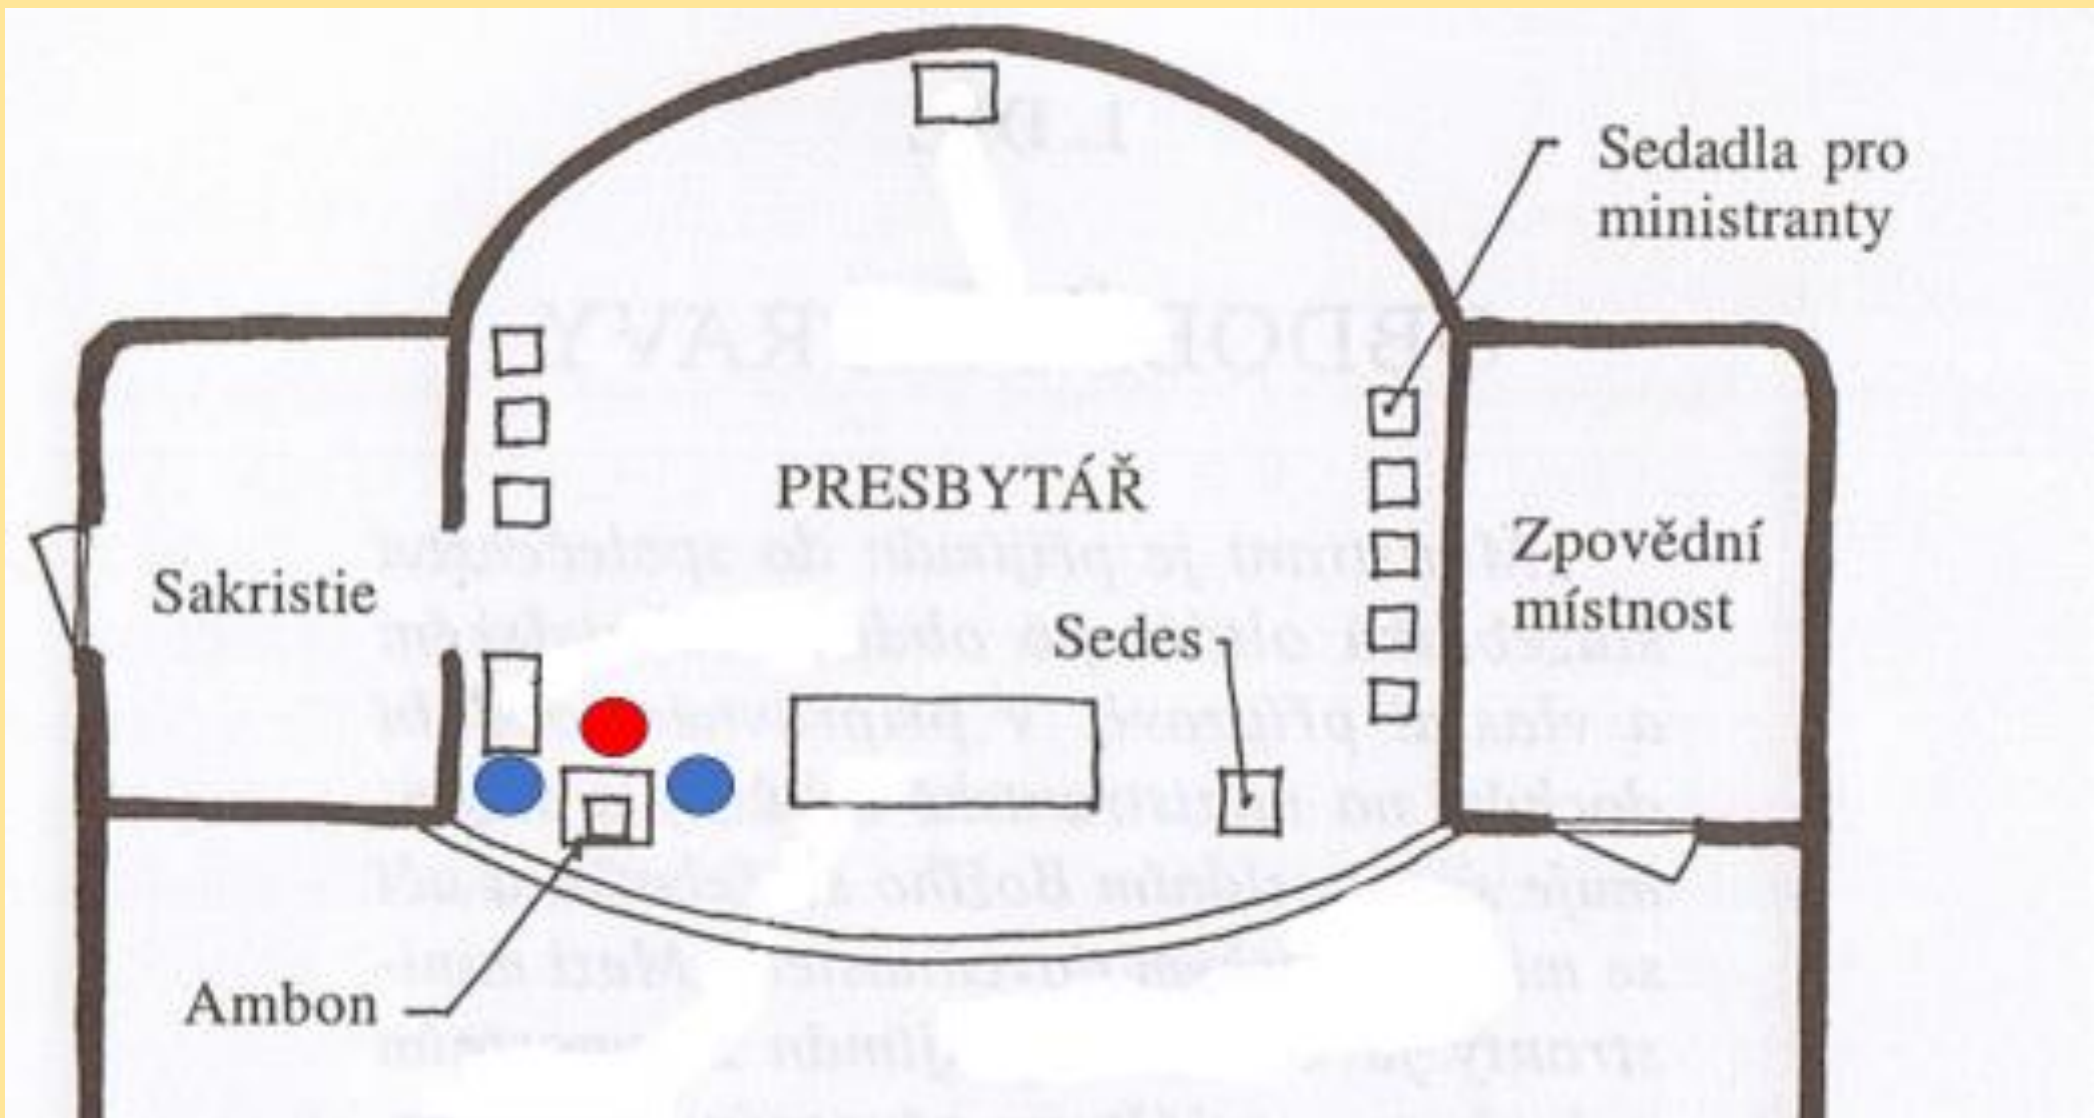 Sedadla pro
ministranty
PRESBYTÁŘ
Zpovědní
místnost
Sakristie
Sedes
Ambon